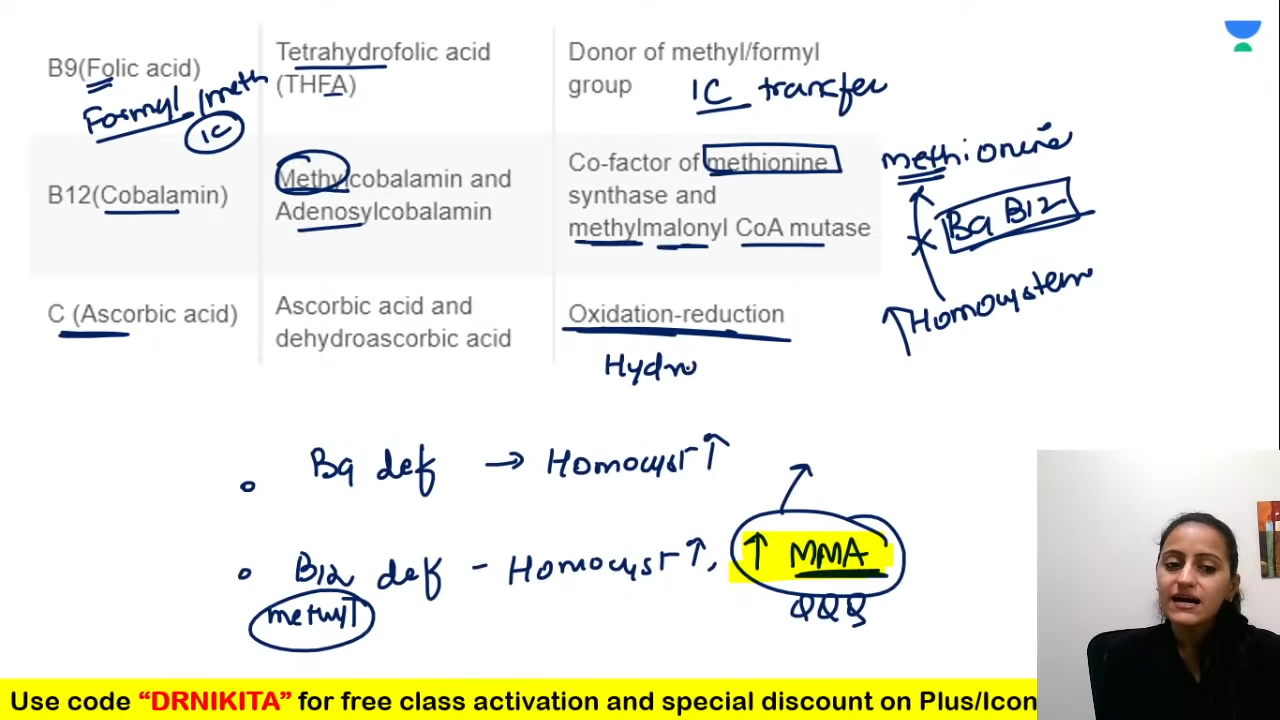 B9(Folic acid)
Tetrahydrofolic acid
(THFA)
Donor of methyl/formyl
group
1C transfer
Formyl /meth
1C
B12(Cobalamin)
Methylcobalamin and
Adenosylcobalamin
Co-factor of methionine
synthase and
methylmalonyl CoA mutase
methionine
B9 B12
↑ Homocystein
C (Ascorbic acid)
Ascorbic acid and
dehydroascorbic acid
Oxidation-reduction
Hydro
B9 def → Homocyst ↑
B12 def - Homocyst ↑, ↑ MMA
methyl
QQQ
Use code “DRNIKITA” for free class activation and special discount on Plus/Icon